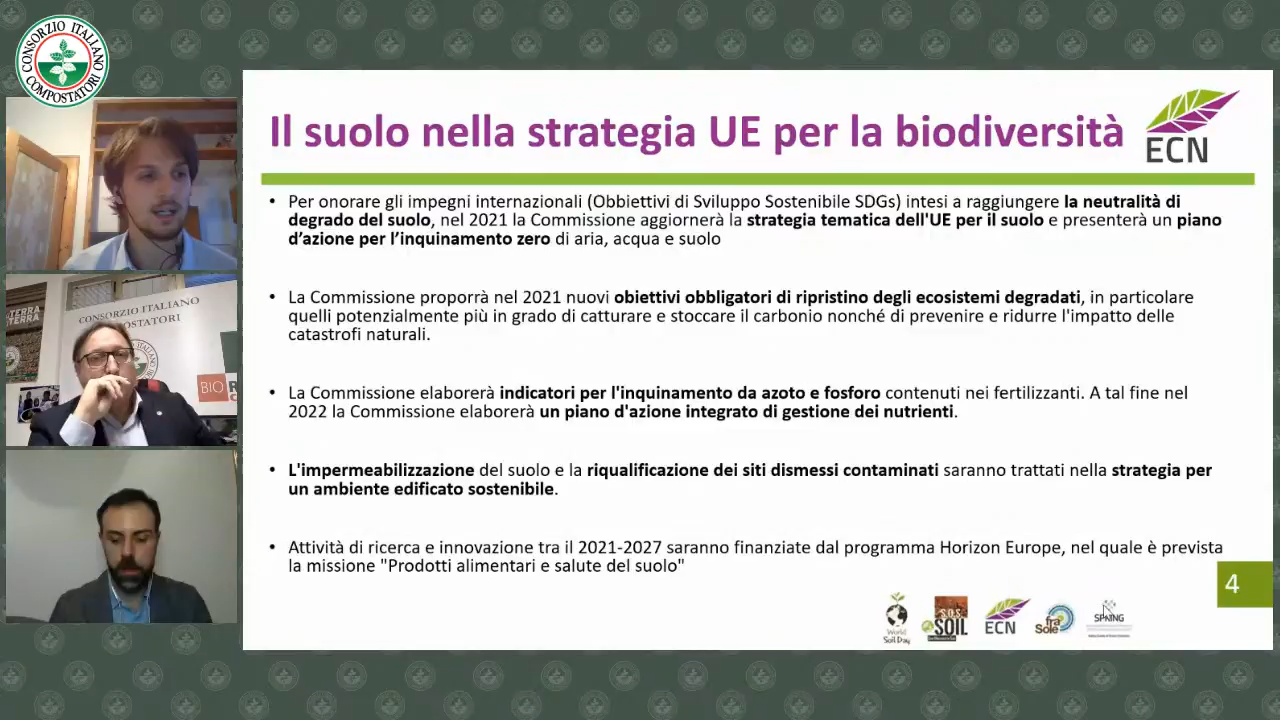 CONSORZIO ITALIANO
COMPOSTATORI
Il suolo nella strategia UE per la biodiversità
ECN
• Per onorare gli impegni internazionali (Obbiettivi di Sviluppo Sostenibile SDGs) intesi a raggiungere la neutralità di
degrado del suolo, nel 2021 la Commissione aggiornerà la strategia tematica dell'UE per il suolo e presenterà un piano
d’azione per l’inquinamento zero di aria, acqua e suolo
• La Commissione proporrà nel 2021 nuovi obiettivi obbligatori di ripristino degli ecosistemi degradati, in particolare
quelli potenzialmente più in grado di catturare e stoccare il carbonio nonché di prevenire e ridurre l'impatto delle
catastrofi naturali.
• La Commissione elaborerà indicatori per l'inquinamento da azoto e fosforo contenuti nei fertilizzanti. A tal fine nel
2022 la Commissione elaborerà un piano d'azione integrato di gestione dei nutrienti.
• L'impermeabilizzazione del suolo e la riqualificazione dei siti dismessi contaminati saranno trattati nella strategia per
un ambiente edificato sostenibile.
• Attività di ricerca e innovazione tra il 2021-2027 saranno finanziate dal programma Horizon Europe, nel quale è prevista
la missione "Prodotti alimentari e salute del suolo"
4
World
Soil Day
S.O.S
SOIL
ECN
fra
Sole
SPRING
CONSORZIO ITALIANO
COMPOSTATORI
TERRA
BIO